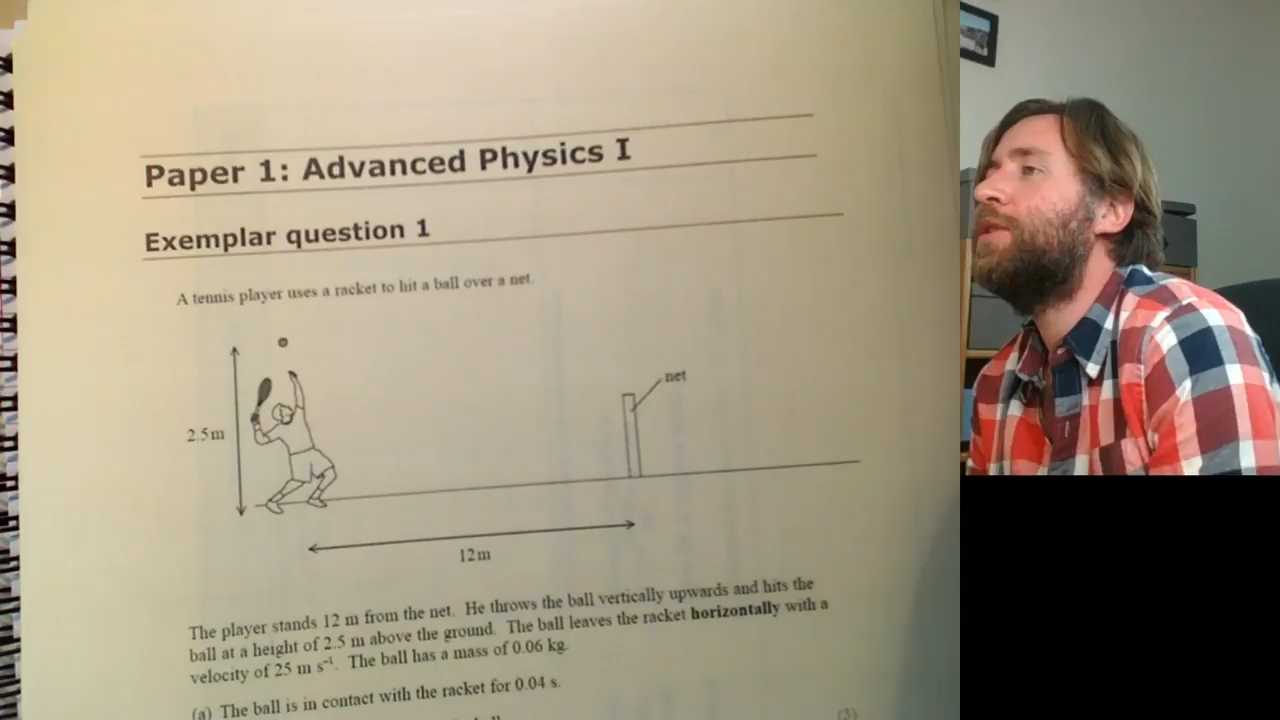 Paper 1: Advanced Physics I
Exemplar question 1
A tennis player uses a racket to hit a ball over a net.
net
2.5 m
12 m
The player stands 12 m from the net. He throws the ball vertically upwards and hits the
ball at a height of 2.5 m above the ground. The ball leaves the racket horizontally with a
velocity of 25 m s⁻¹. The ball has a mass of 0.06 kg.
(a) The ball is in contact with the racket for 0.04 s.
(3)